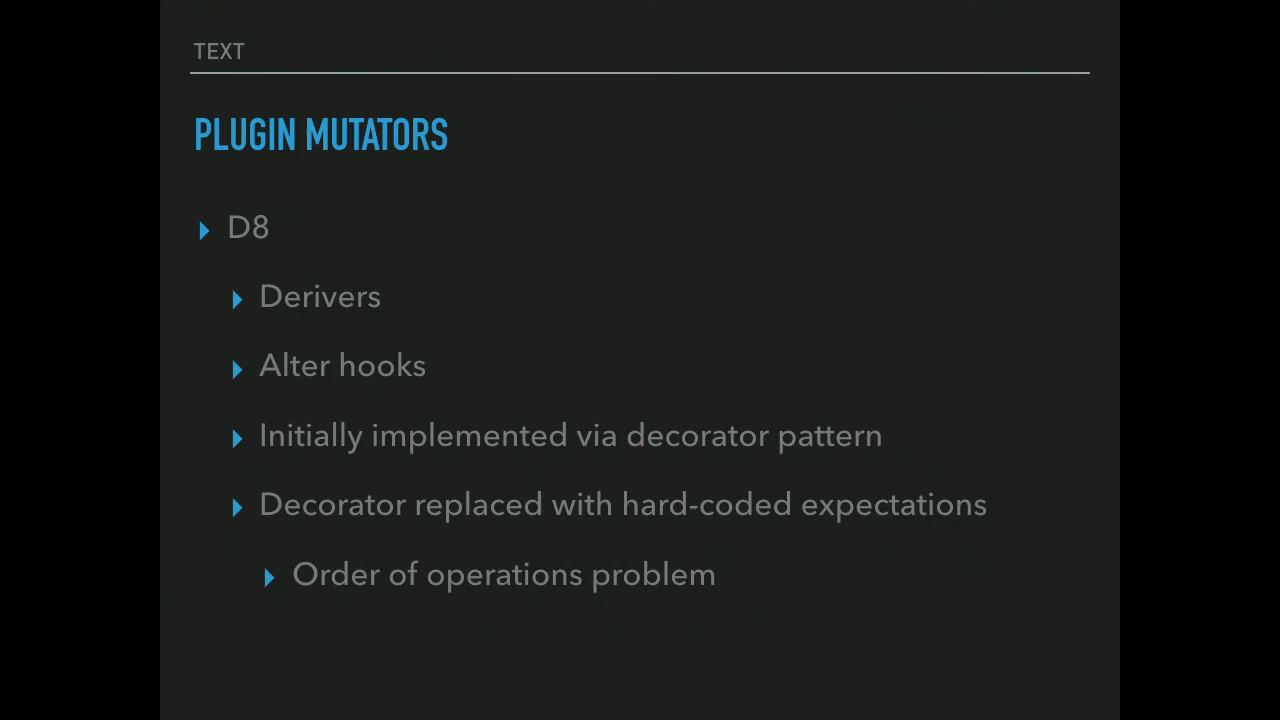 TEXT
PLUGIN MUTATORS
D8
Derivers
Alter hooks
Initially implemented via decorator pattern
Decorator replaced with hard-coded expectations
Order of operations problem